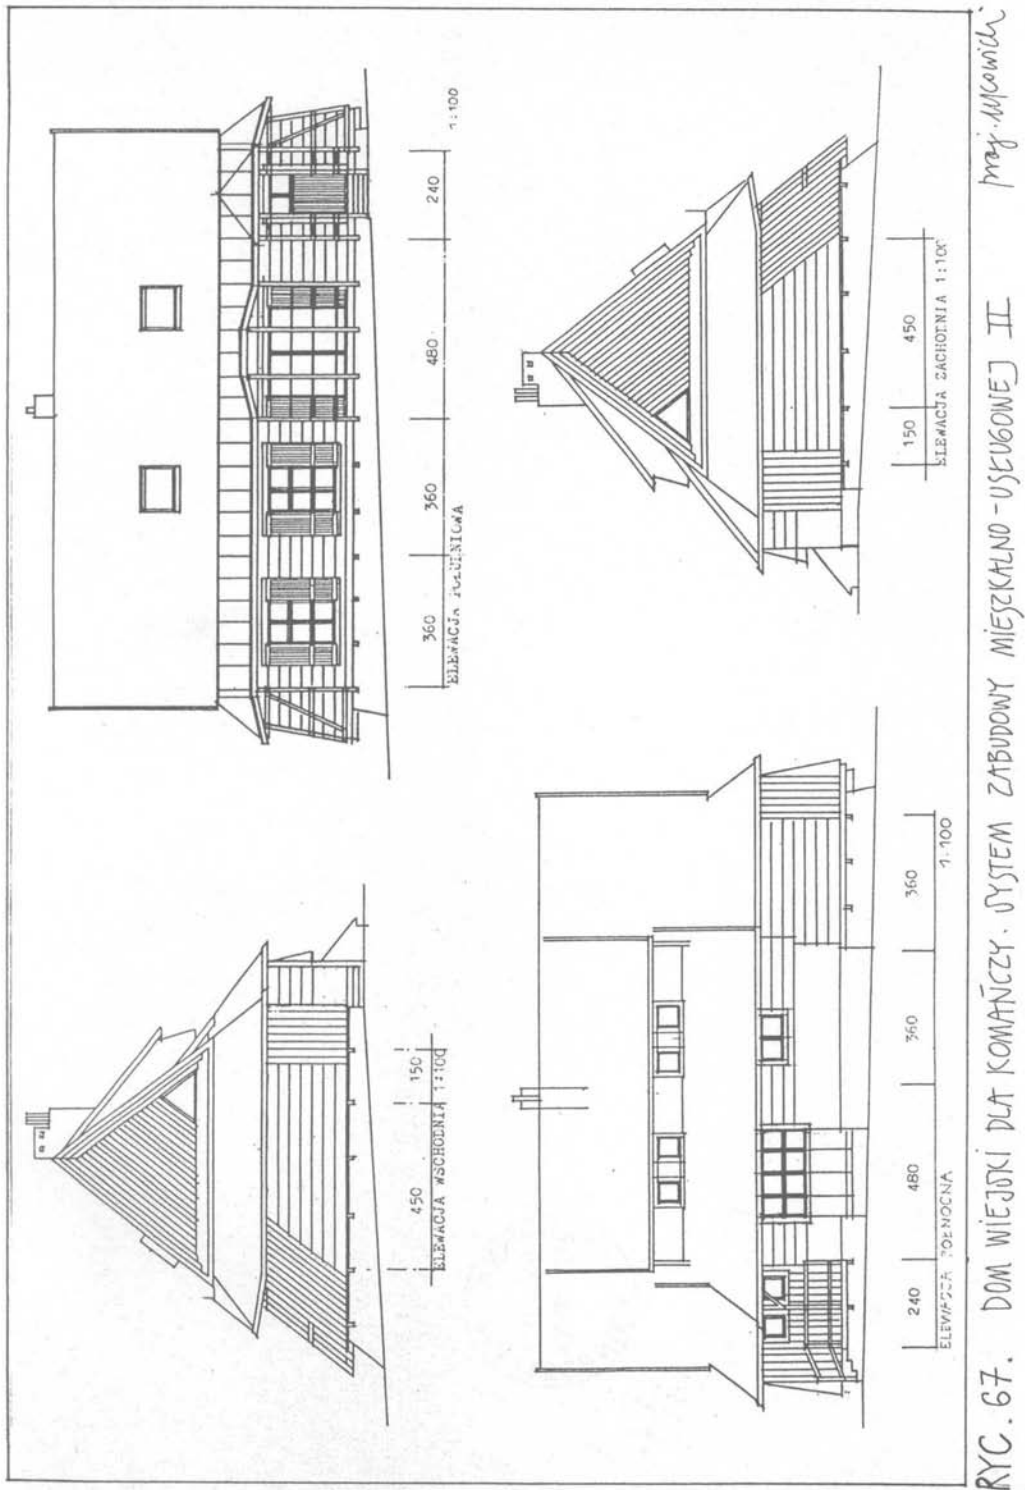 ELEWACJA WSCHODNIA 1:100
450
150
ELEWACJA POŁUDNIOWA
1:100
360
360
480
240
ELEWACJA PÓŁNOCNA
1:100
240
480
360
360
ELEWACJA ZACHODNIA 1:100
150
450
RYC. 67. DOM WIEJSKI DLA KOMAŃCZY. SYSTEM ZABUDOWY MIESZKALNO-USŁUGOWEJ II
proj.